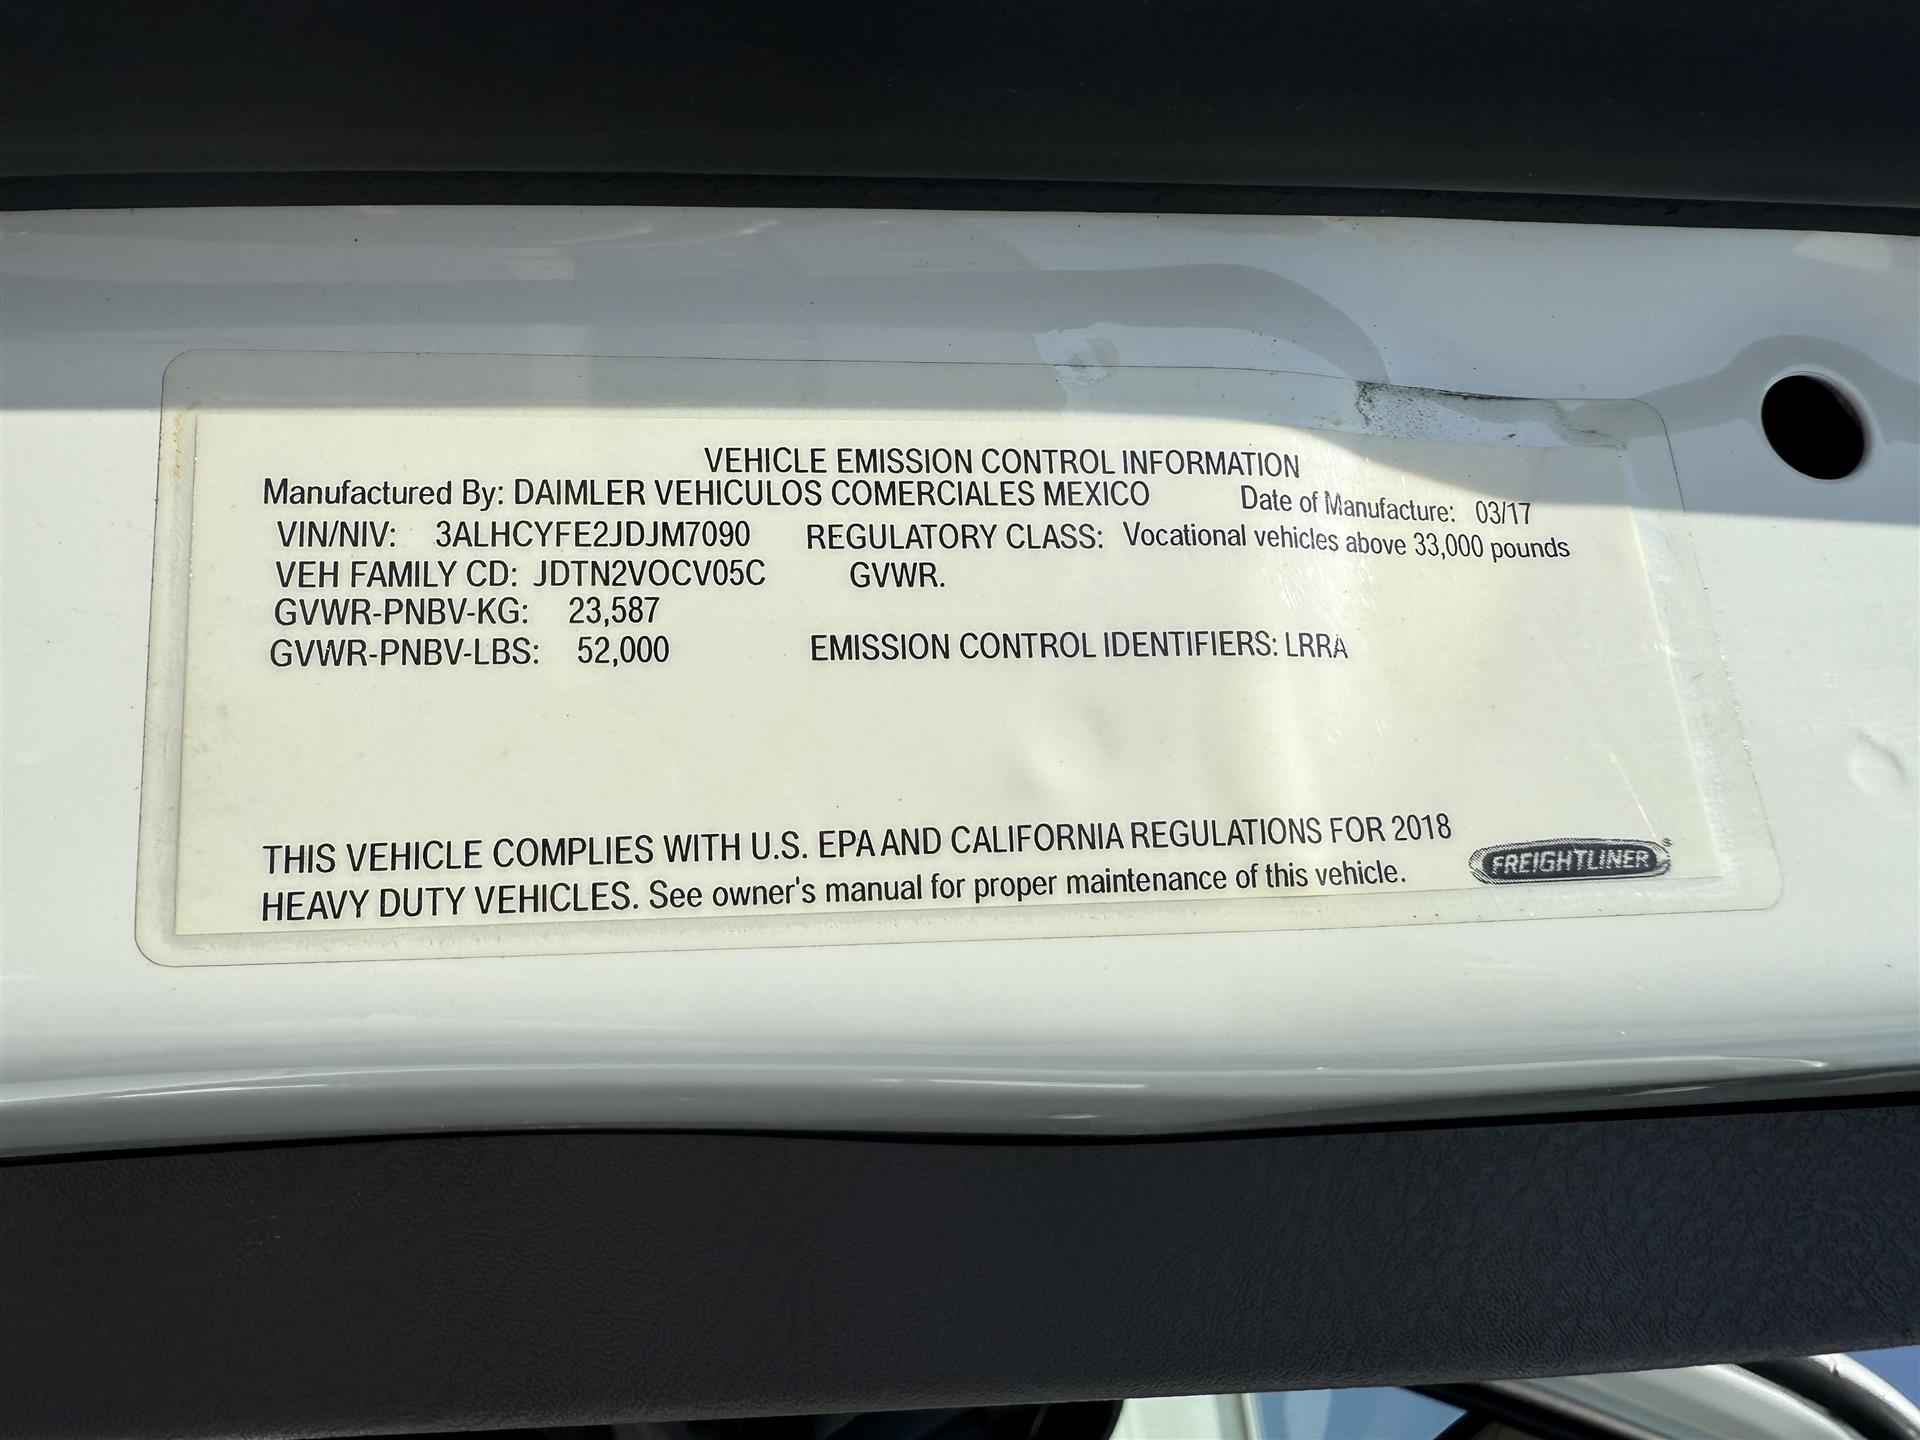 VEHICLE EMISSION CONTROL INFORMATION
Manufactured By: DAIMLER VEHICULOS COMERCIALES MEXICO Date of Manufacture: 03/17
VIN/NIV: 3ALHCYFE2JDJM7090 REGULATORY CLASS: Vocational vehicles above 33,000 pounds
VEH FAMILY CD: JDTN2VOCV05C GVWR.
GVWR-PNBV-KG: 23,587
GVWR-PNBV-LBS: 52,000 EMISSION CONTROL IDENTIFIERS: LRRA
THIS VEHICLE COMPLIES WITH U.S. EPA AND CALIFORNIA REGULATIONS FOR 2018
HEAVY DUTY VEHICLES. See owner's manual for proper maintenance of this vehicle.
FREIGHTLINER®